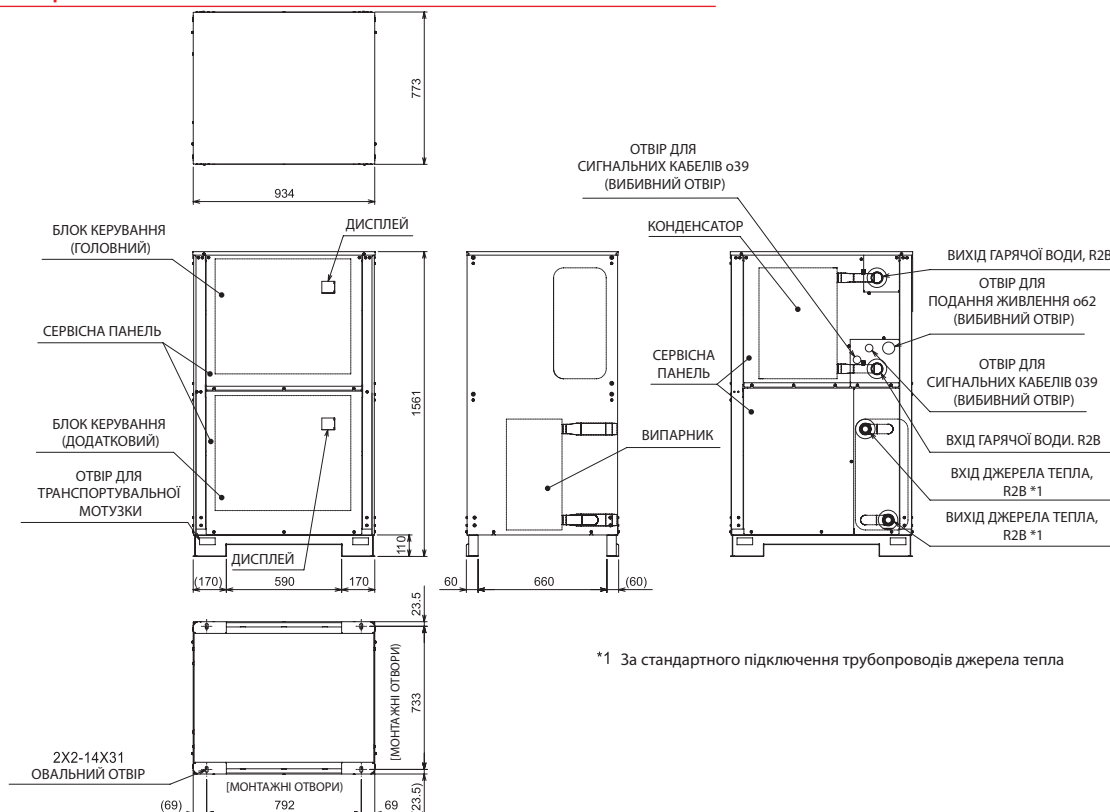 773
934
БЛОК КЕРУВАННЯ
(ГОЛОВНИЙ)
ДИСПЛЕЙ
СЕРВІСНА ПАНЕЛЬ
БЛОК КЕРУВАННЯ
(ДОДАТКОВИЙ)
ОТВІР ДЛЯ
ТРАНСПОРТУВАЛЬНОЇ
МОТУЗКИ
ДИСПЛЕЙ
1561
110
(170)
590
170
ВИПАРНИК
60
660
(60)
ОТВІР ДЛЯ
СИГНАЛЬНИХ КАБЕЛІВ o39
(ВИБИВНИЙ ОТВІР)
КОНДЕНСАТОР
СЕРВІСНА
ПАНЕЛЬ
ВИХІД ГАРЯЧОЇ ВОДИ, R2B
ОТВІР ДЛЯ
ПОДАННЯ ЖИВЛЕННЯ o62
(ВИБИВНИЙ ОТВІР)
ОТВІР ДЛЯ
СИГНАЛЬНИХ КАБЕЛІВ 039
(ВИБИВНИЙ ОТВІР)
ВХІД ГАРЯЧОЇ ВОДИ. R2B
ВХІД ДЖЕРЕЛА ТЕПЛА,
R2B *1
ВИХІД ДЖЕРЕЛА ТЕПЛА,
R2B *1
23.5
[МОНТАЖНІ ОТВОРИ)
733
23.5)
2X2-14X31
ОВАЛЬНИЙ ОТВІР
[МОНТАЖНІ ОТВОРИ)
(69)
792
69
*1 За стандартного підключення трубопроводів джерела тепла